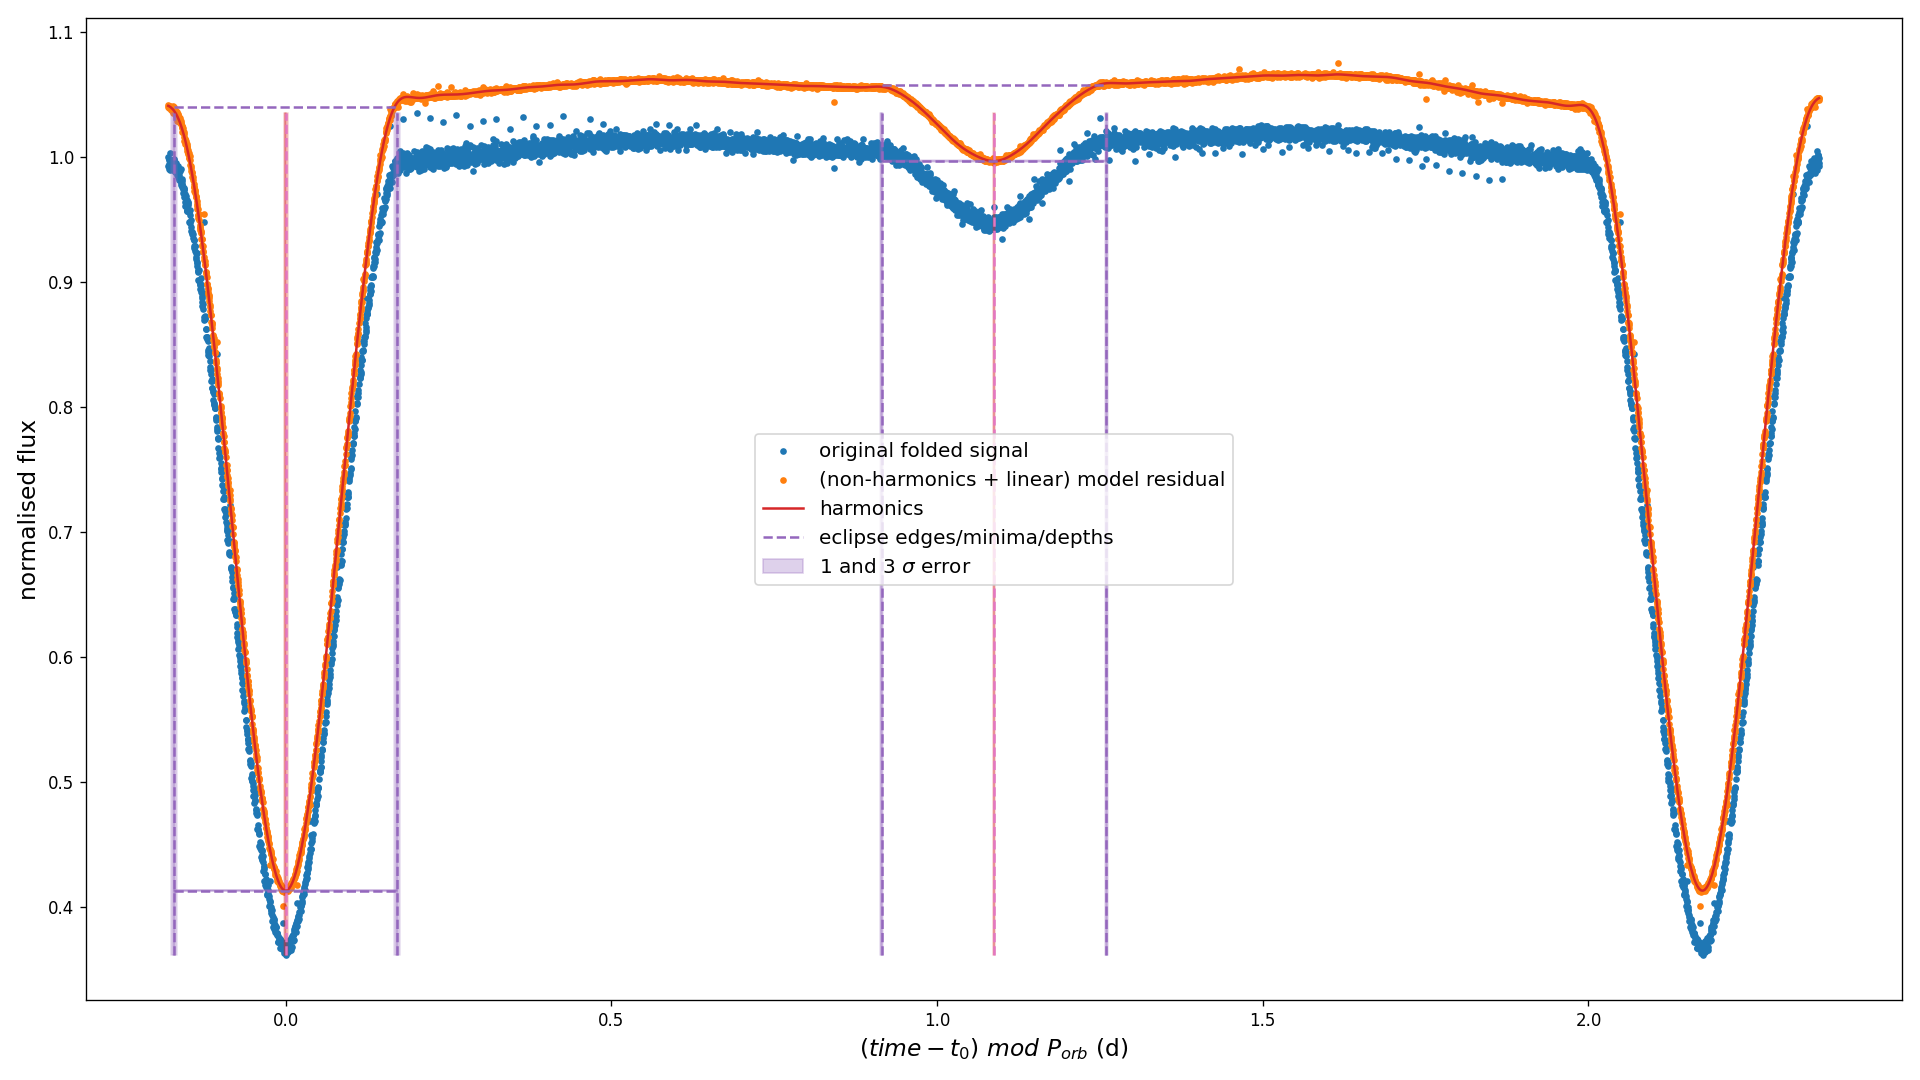 1.1
1.0
0.9
0.8
0.7
0.6
0.5
0.4
normalised flux
original folded signal
(non-harmonics + linear) model residual
harmonics
eclipse edges/minima/depths
1 and 3 σ error
0.0 0.5 1.0 1.5 2.0
(time − t₀) mod Pₒᵣᵦ (d)